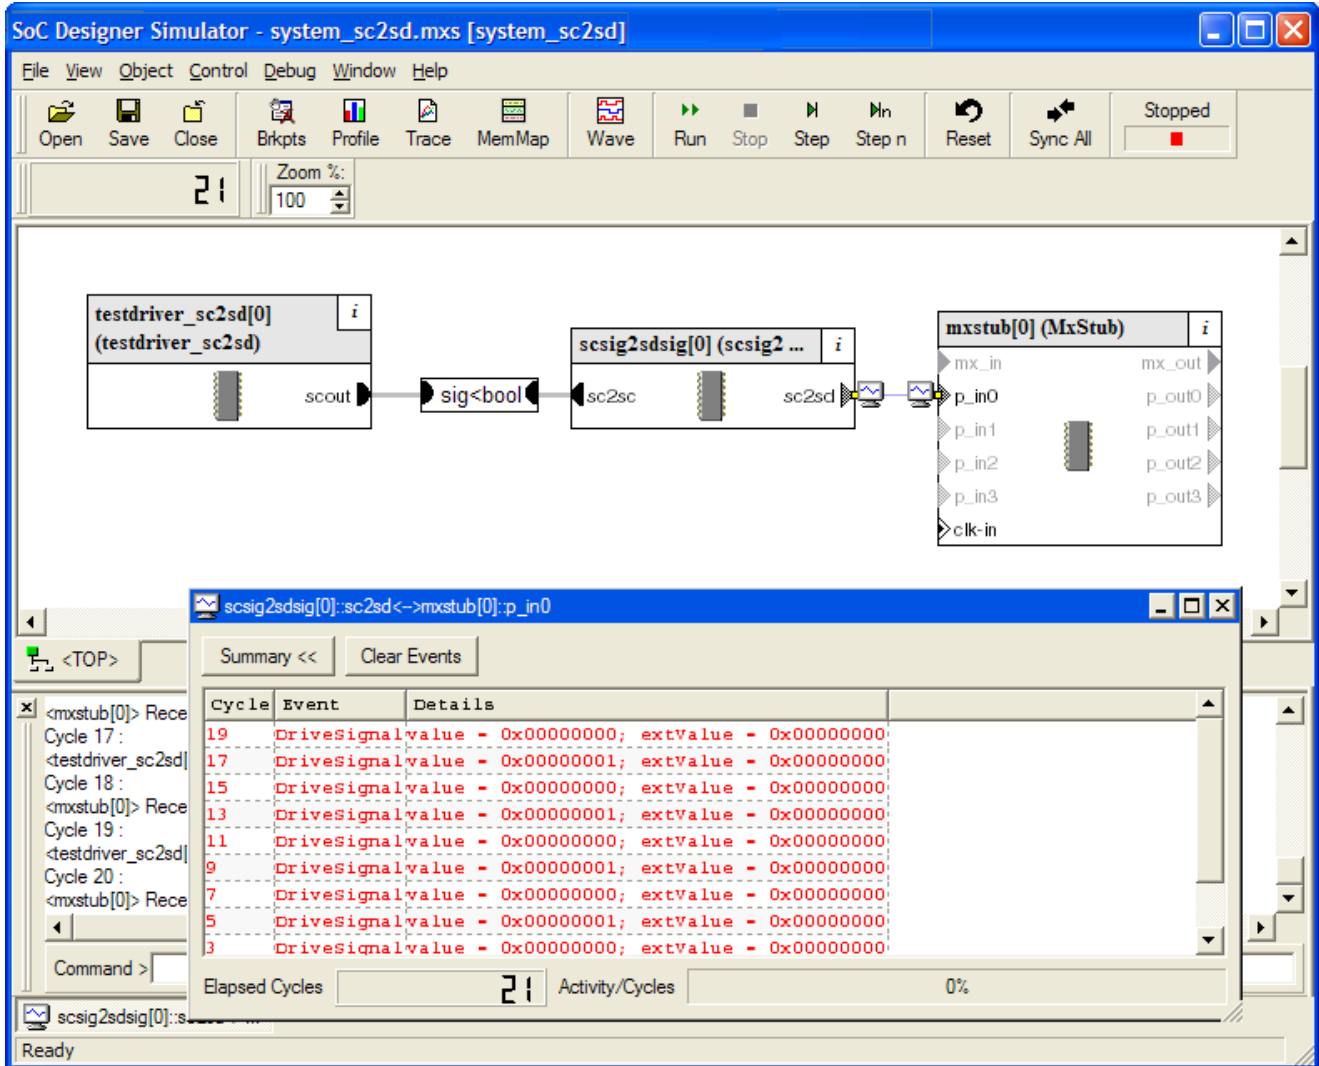 SoC Designer Simulator - system_sc2sd.mxs [system_sc2sd]
File View Object Control Debug Window Help
Open Save Close Brkpts Profile Trace MemMap Wave Run Stop Step Step n Reset Sync All Stopped
21 Zoom %: 100
testdriver_sc2sd[0] i
(testdriver_sc2sd)
scout
sig<bool
scsig2sdsig[0] (scsig2 ... i
sc2sc sc2sd
mxstub[0] (MxStub) i
mx_in mx_out
p_in0 p_out0
p_in1 p_out1
p_in2 p_out2
p_in3 p_out3
clk-in
<TOP>
scsig2sdsig[0]::sc2sd<-->mxstub[0]::p_in0
Summary << Clear Events
Cycle Event Details
19 DriveSignal value - 0x00000000; extValue - 0x00000000
17 DriveSignal value - 0x00000001; extValue - 0x00000000
15 DriveSignal value - 0x00000000; extValue - 0x00000000
13 DriveSignal value - 0x00000001; extValue - 0x00000000
11 DriveSignal value - 0x00000000; extValue - 0x00000000
9 DriveSignal value - 0x00000001; extValue - 0x00000000
7 DriveSignal value - 0x00000000; extValue - 0x00000000
5 DriveSignal value - 0x00000001; extValue - 0x00000000
3 DriveSignal value - 0x00000000; extValue - 0x00000000
Elapsed Cycles 21 Activity/Cycles 0%
<mxstub[0]> Rece
Cycle 17 :
<testdriver_sc2sd[
Cycle 18 :
<mxstub[0]> Rece
Cycle 19 :
<testdriver_sc2sd[
Cycle 20 :
<mxstub[0]> Rece
Command >
Ready